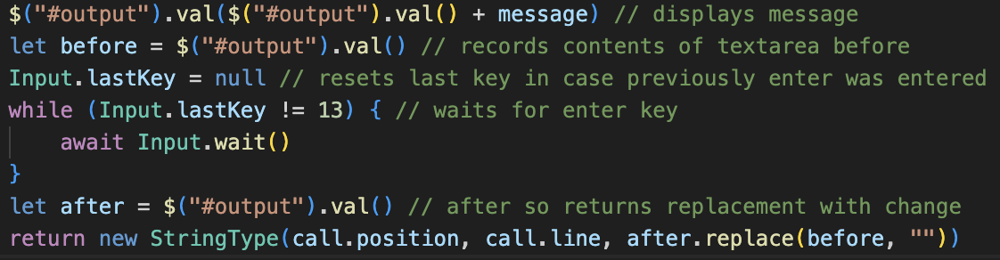 $("#output").val($("#output").val() + message) // displays message
let before = $("#output").val() // records contents of textarea before
Input.lastKey = null // resets last key in case previously enter was entered
while (Input.lastKey != 13) { // waits for enter key
    await Input.wait()
}
let after = $("#output").val() // after so returns replacement with change
return new StringType(call.position, call.line, after.replace(before, ""))